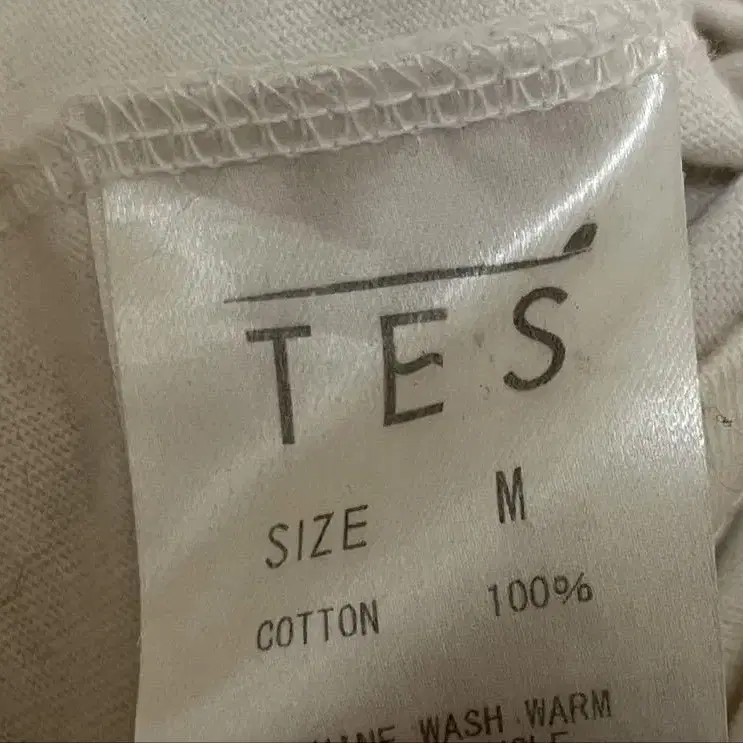 TES
SIZE M
COTTON 100%
WASH WARM